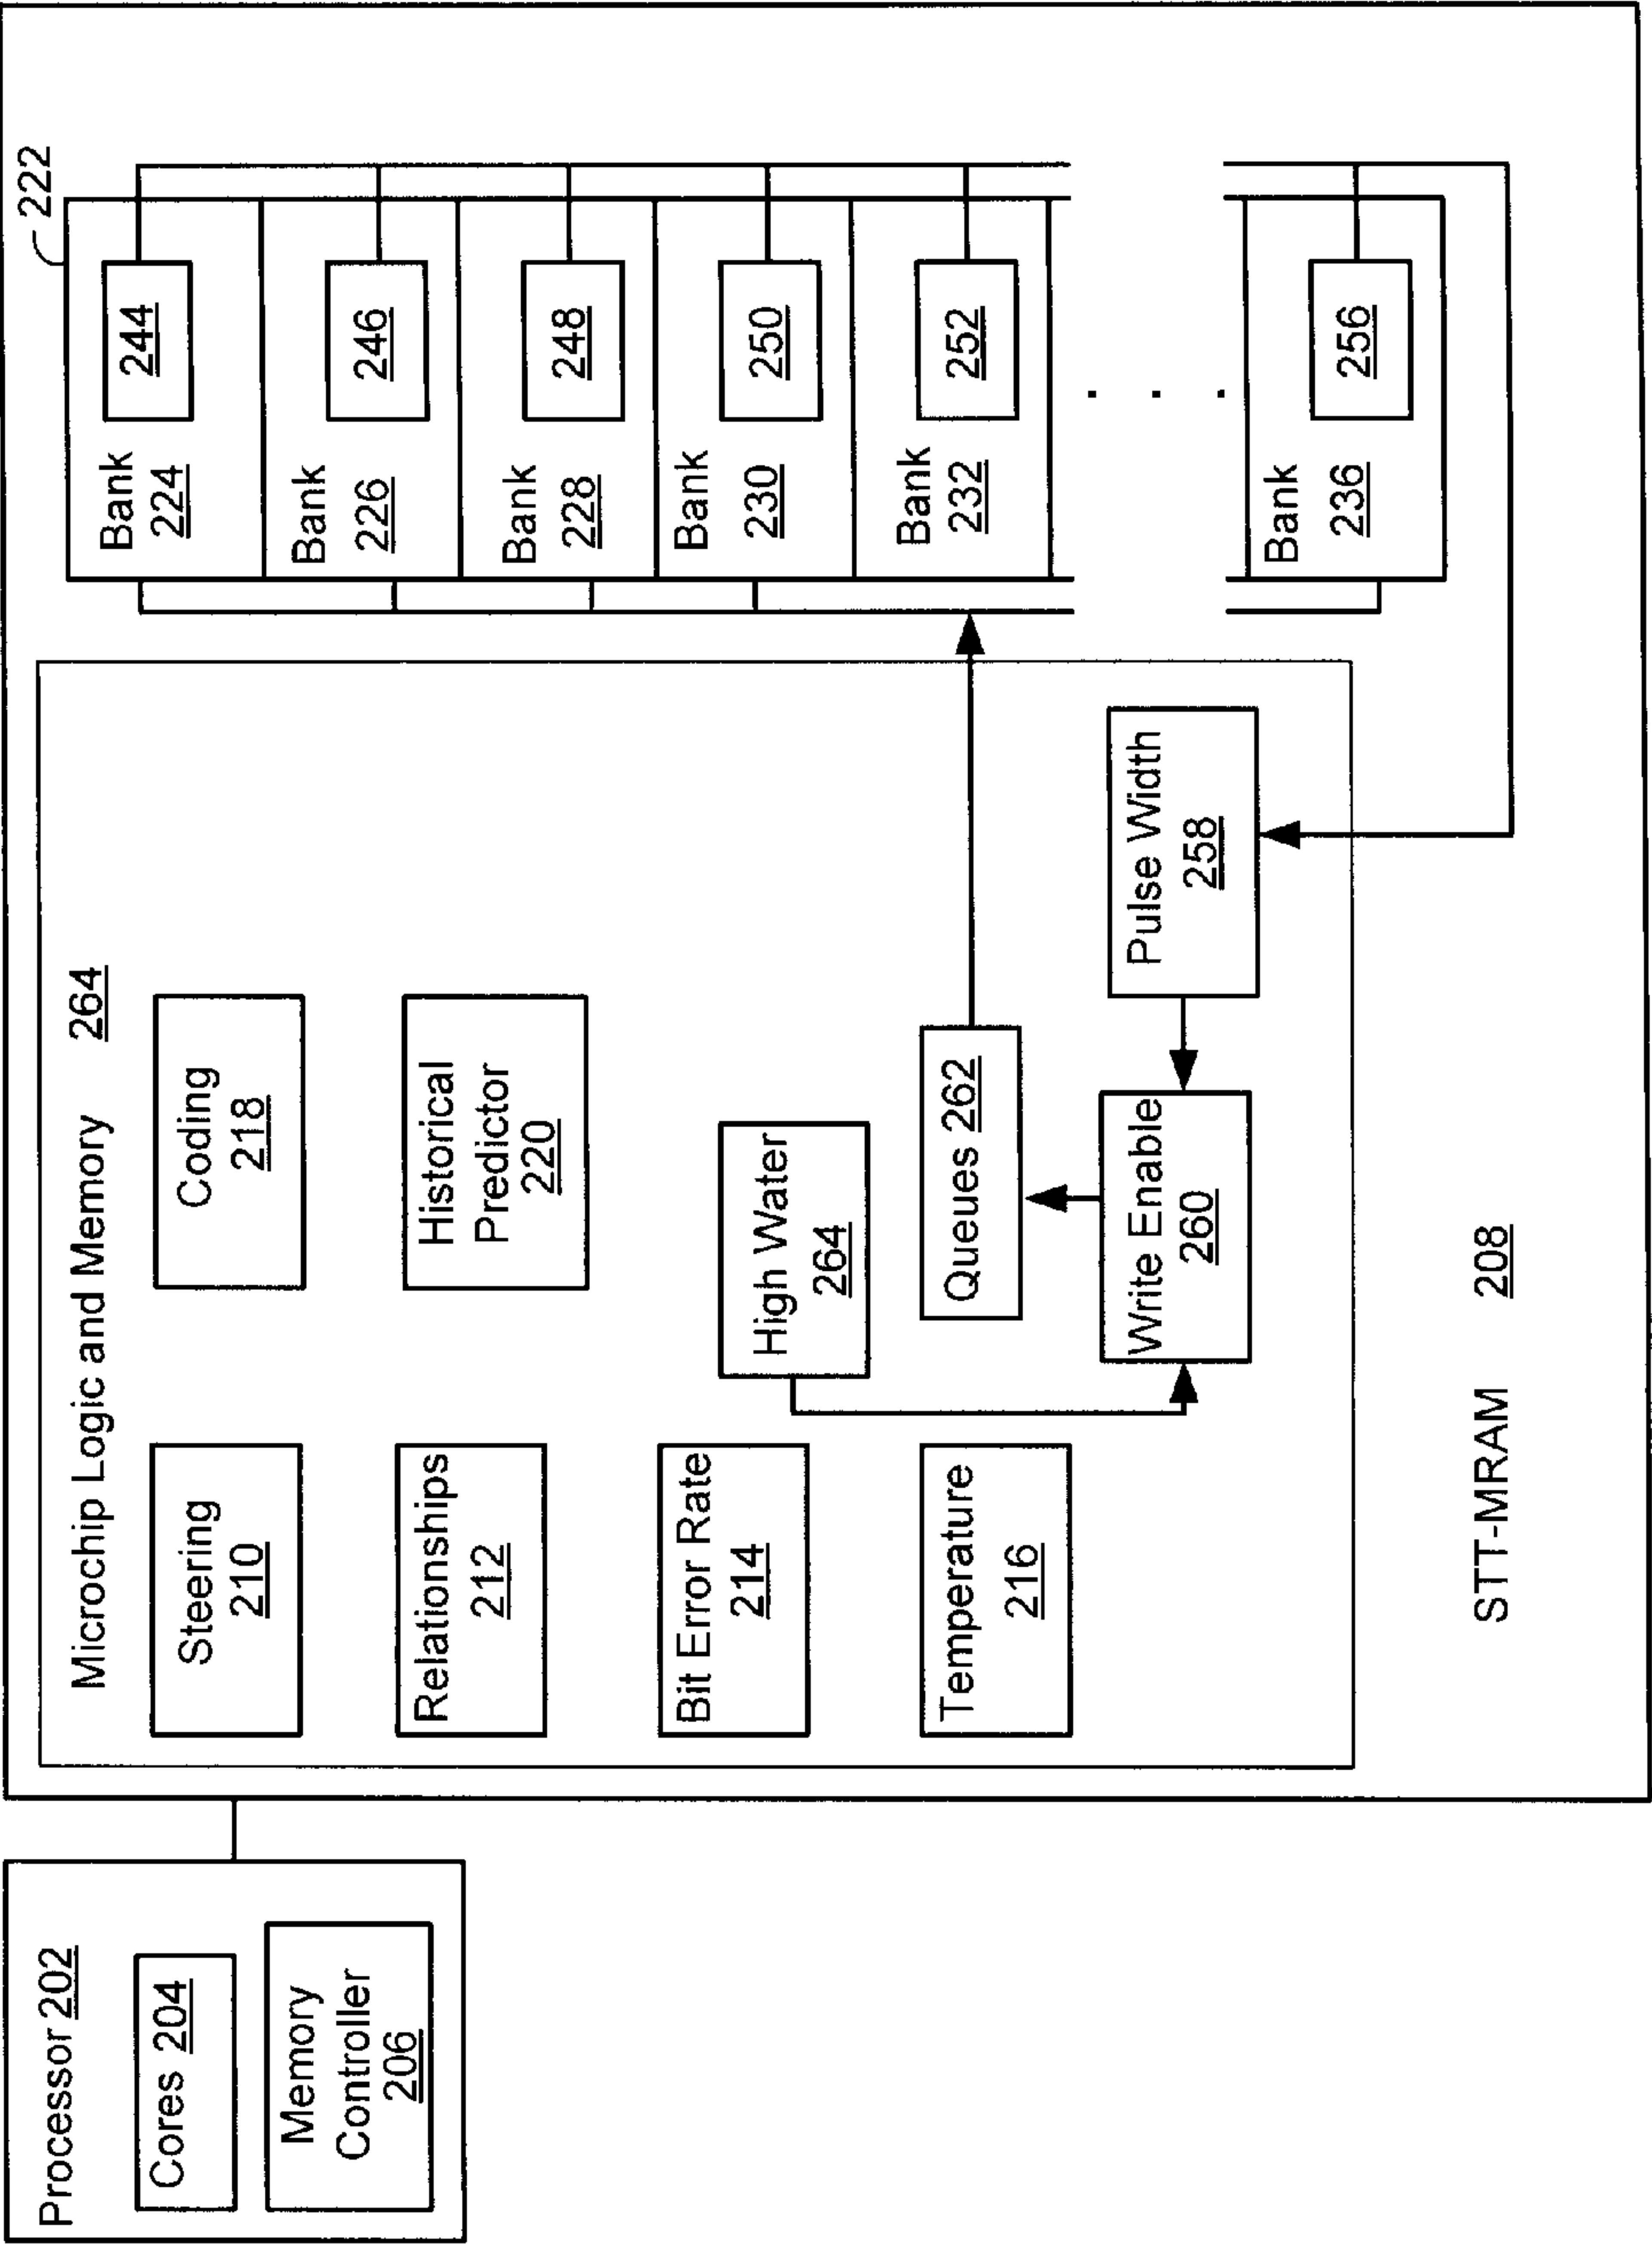 Processor 202
Cores 204
Memory
Controller
206
Microchip Logic and Memory 264
Steering
210
Coding
218
Relationships
212
Historical
Predictor
220
Bit Error Rate
214
High Water
264
Temperature
216
Queues 262
Write Enable
260
Pulse Width
258
STT-MRAM 208
222
Bank
224
244
Bank
226
246
Bank
228
248
Bank
230
250
Bank
232
252
. . .
Bank
236
256